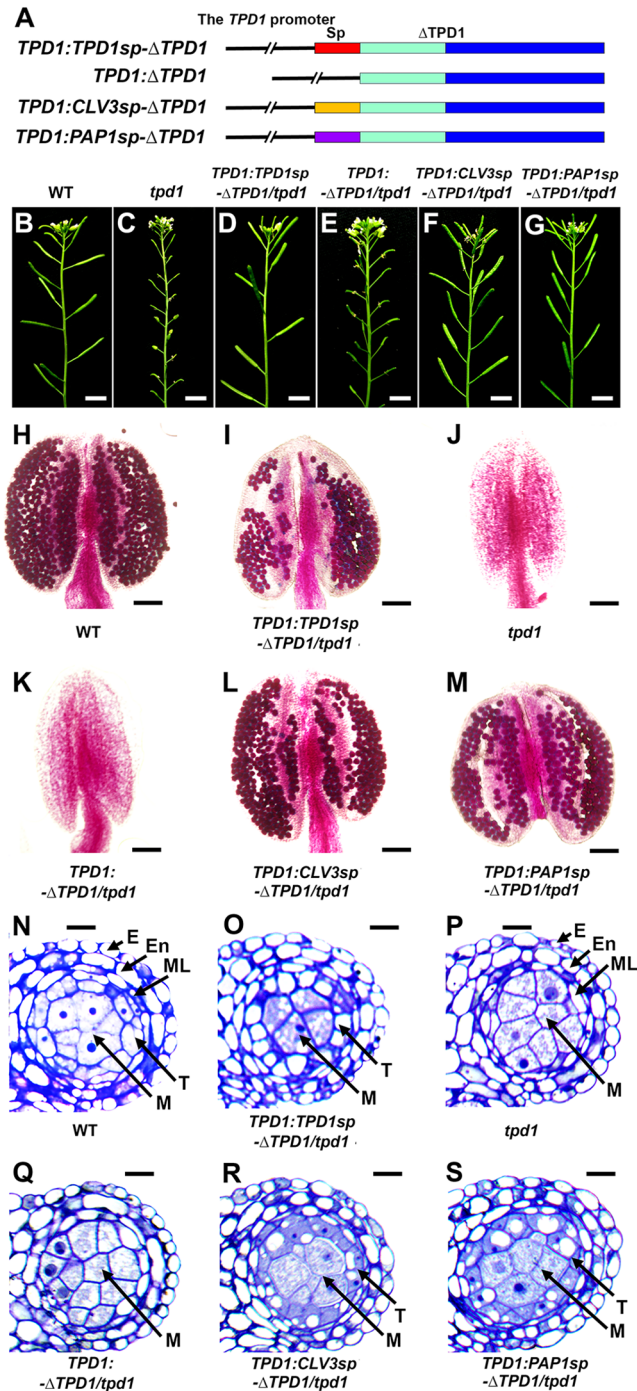 A
The TPD1 promoter
Sp ΔTPD1
TPD1:TPD1sp-ΔTPD1
TPD1:ΔTPD1
TPD1:CLV3sp-ΔTPD1
TPD1:PAP1sp-ΔTPD1
WT
tpd1
TPD1:TPD1sp
-ΔTPD1/tpd1
TPD1:
-ΔTPD1/tpd1
TPD1:CLV3sp
-ΔTPD1/tpd1
TPD1:PAP1sp
-ΔTPD1/tpd1
B C D E F G
H I J
WT
TPD1:TPD1sp
-ΔTPD1/tpd1
tpd1
K L M
TPD1:
-ΔTPD1/tpd1
TPD1:CLV3sp
-ΔTPD1/tpd1
TPD1:PAP1sp
-ΔTPD1/tpd1
N
E
En
ML
T
M
WT
O
T
M
TPD1:TPD1sp
-ΔTPD1/tpd1
P
E
En
ML
M
tpd1
Q
M
TPD1:
-ΔTPD1/tpd1
R
T
M
TPD1:CLV3sp
-ΔTPD1/tpd1
S
T
M
TPD1:PAP1sp
-ΔTPD1/tpd1